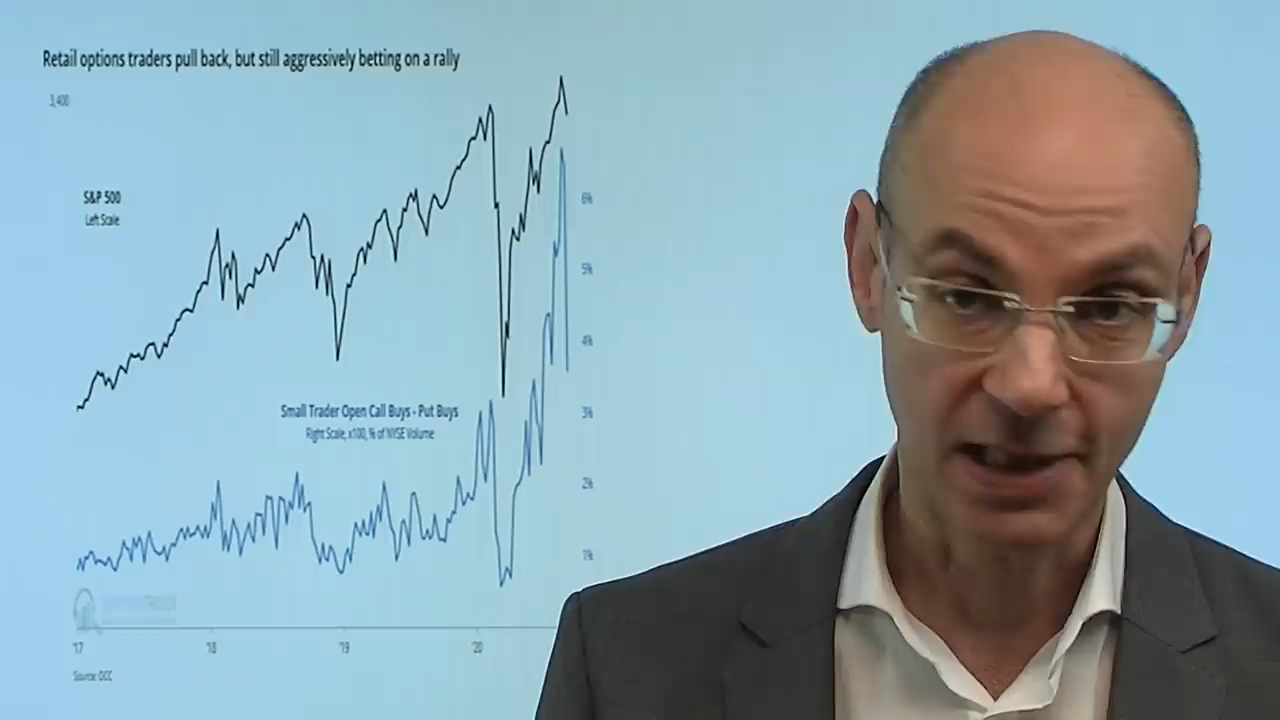 Retail options traders pull back, but still aggressively betting on a rally
3,400
S&P 500
Left Scale
6%
5%
4%
Small Trader Open Call Buys - Put Buys
Right Scale, x100, % of NYSE Volume
3%
2%
1%
'17
'18
'19
'20
Source: OCC